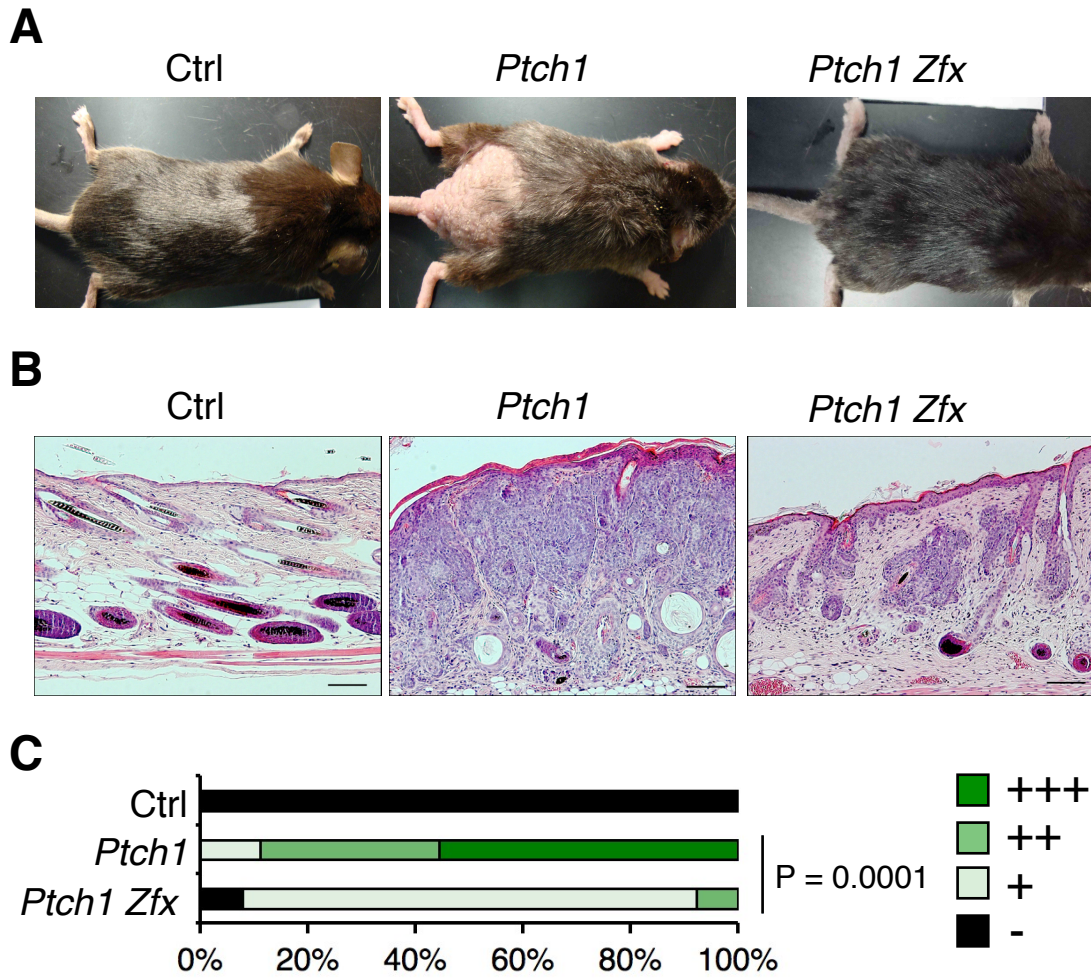 A
Ctrl Ptch1 Ptch1 Zfx
B
Ctrl Ptch1 Ptch1 Zfx
C
Ctrl
Ptch1
Ptch1 Zfx
0% 20% 40% 60% 80% 100%
P = 0.0001
+++
++
+
-